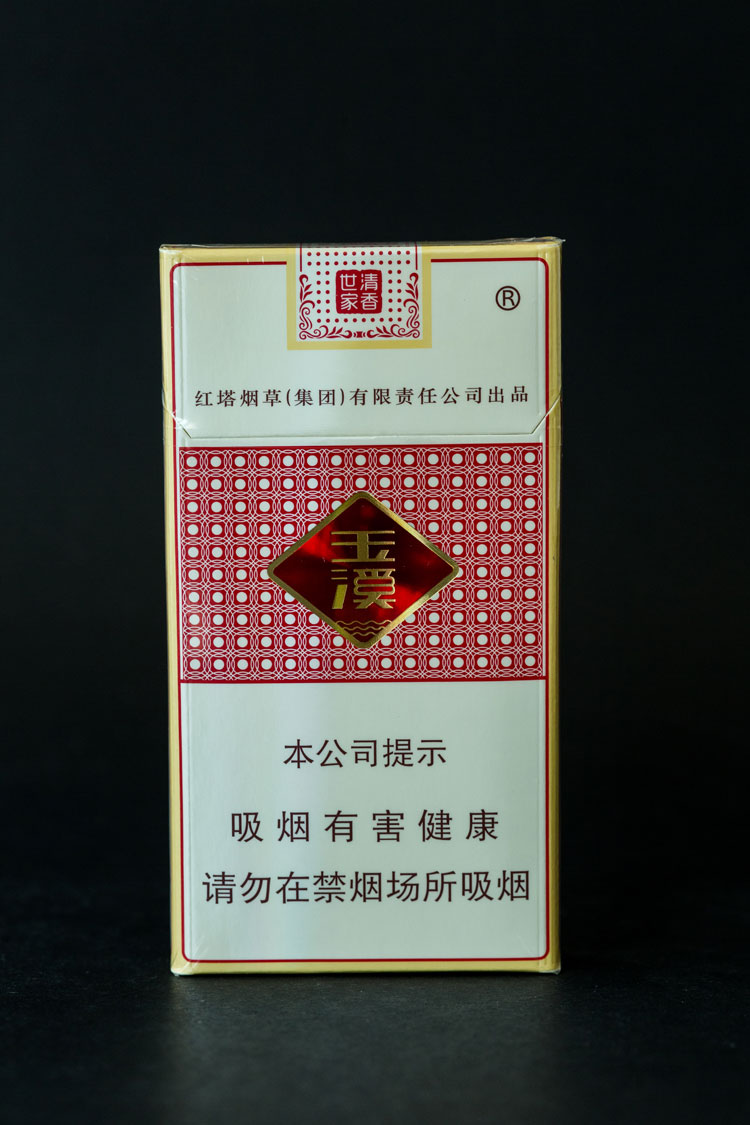 清香
世家
®
红塔烟草(集团)有限责任公司出品
玉
溪
本公司提示
吸烟有害健康
请勿在禁烟场所吸烟